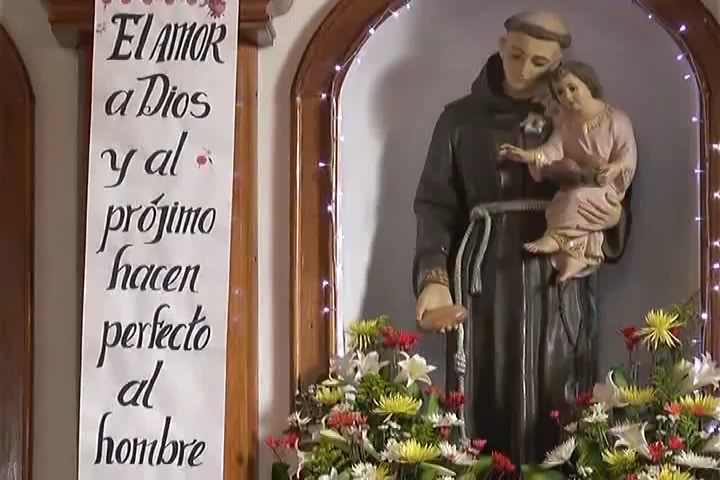 El AMOR
a Dios
y al
prójimo
hacen
perfecto
al
hombre